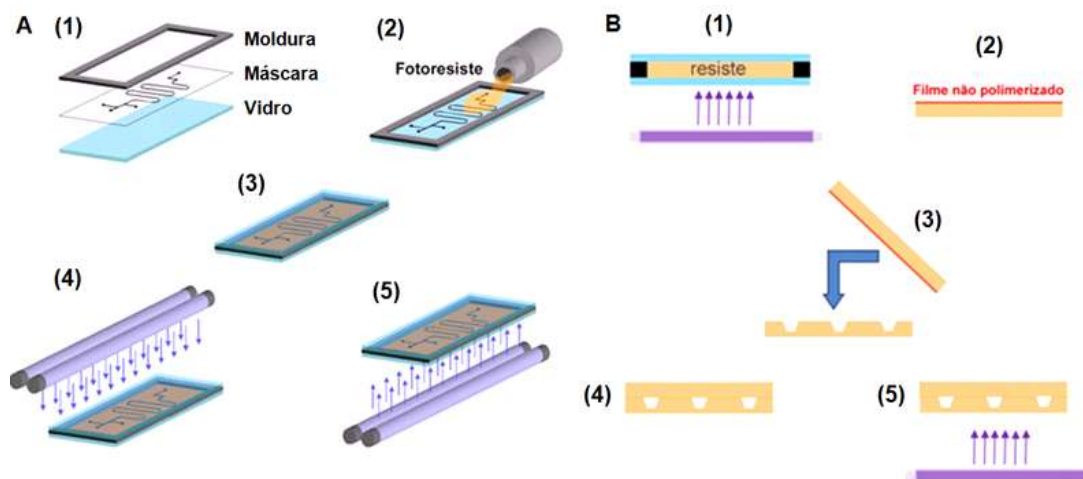 A
(1)
Moldura
Máscara
Vidro
(2)
Fotoresiste
(3)
(4)
(5)
B
(1)
resiste
(2)
Filme não polimerizado
(3)
(4)
(5)